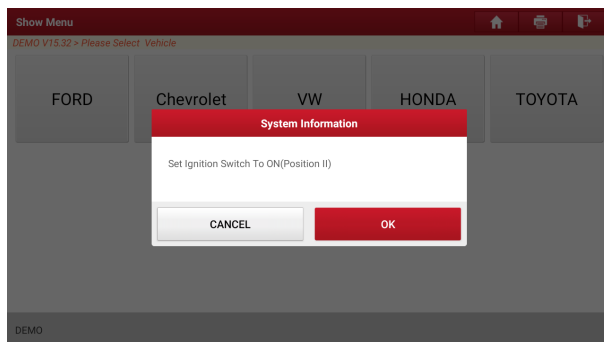 Show Menu
DEMO V15.32 > Please Select Vehicle
FORD
Chevrolet
VW
HONDA
TOYOTA
System Information
Set Ignition Switch To ON(Position II)
CANCEL
OK
DEMO